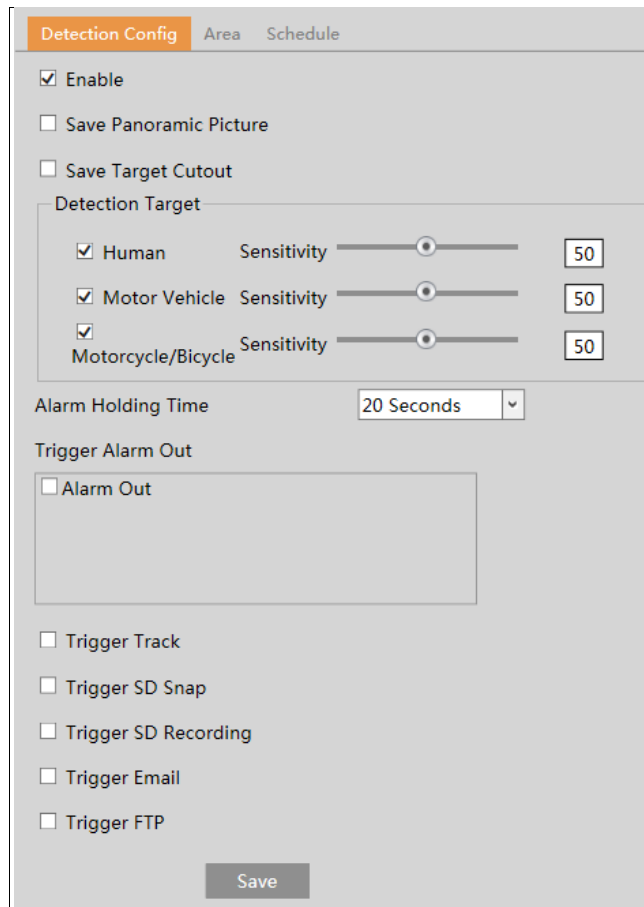 Detection Config Area Schedule
Enable
Save Panoramic Picture
Save Target Cutout
Detection Target
Human Sensitivity 50
Motor Vehicle Sensitivity 50
Motorcycle/Bicycle Sensitivity 50
Alarm Holding Time 20 Seconds
Trigger Alarm Out
Alarm Out
Trigger Track
Trigger SD Snap
Trigger SD Recording
Trigger Email
Trigger FTP
Save